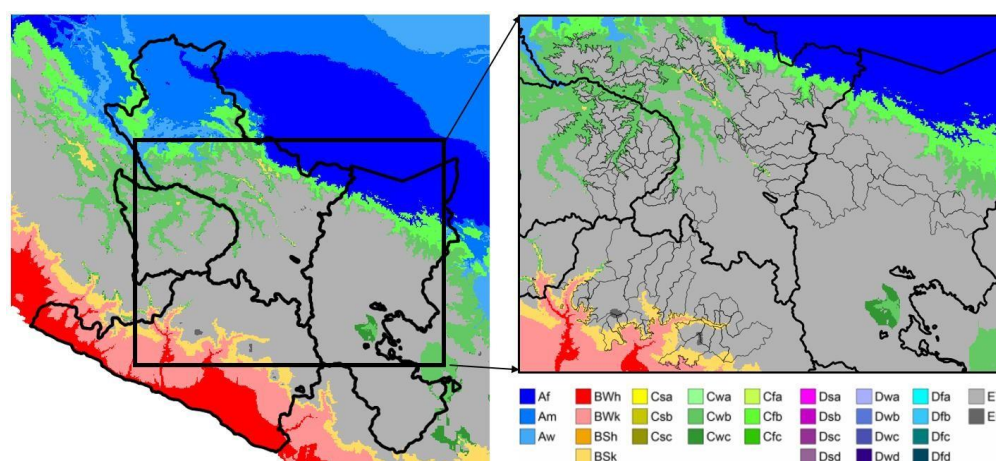 Af BWh Csa Cwa Cfa Dsa Dwa Dfa E
Am BWk Csb Cwb Cfb Dsb Dwb Dfb E
Aw BSh Csc Cwc Cfc Dsc Dwc Dfc
BSk Dsd Dwd Dfd